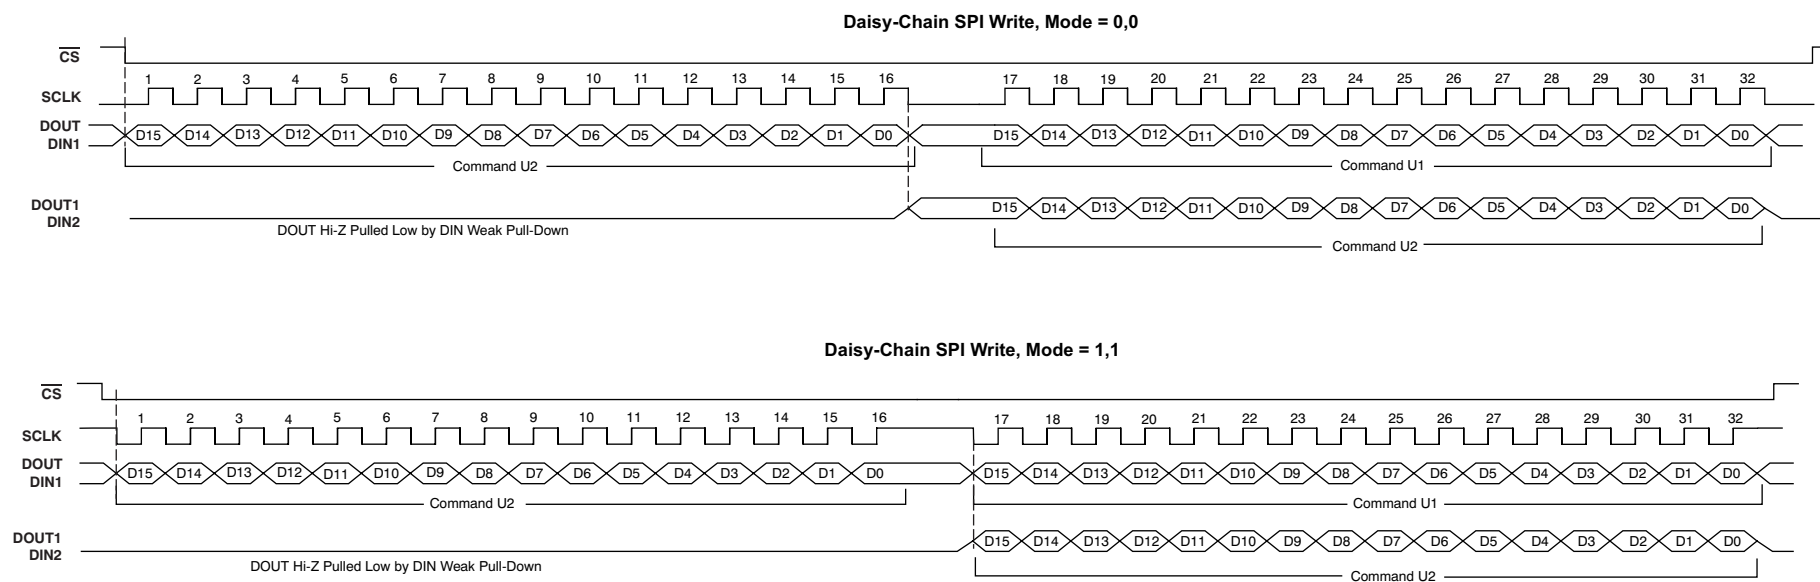 Daisy-Chain SPI Write, Mode = 0,0
CS
1 2 3 4 5 6 7 8 9 10 11 12 13 14 15 16 17 18 19 20 21 22 23 24 25 26 27 28 29 30 31 32
SCLK
DOUT
DIN1
D15 D14 D13 D12 D11 D10 D9 D8 D7 D6 D5 D4 D3 D2 D1 D0 D15 D14 D13 D12 D11 D10 D9 D8 D7 D6 D5 D4 D3 D2 D1 D0
Command U2 Command U1
DOUT1
DIN2
D15 D14 D13 D12 D11 D10 D9 D8 D7 D6 D5 D4 D3 D2 D1 D0
DOUT Hi-Z Pulled Low by DIN Weak Pull-Down
Command U2
Daisy-Chain SPI Write, Mode = 1,1
CS
1 2 3 4 5 6 7 8 9 10 11 12 13 14 15 16 17 18 19 20 21 22 23 24 25 26 27 28 29 30 31 32
SCLK
DOUT
DIN1
D15 D14 D13 D12 D11 D10 D9 D8 D7 D6 D5 D4 D3 D2 D1 D0 D15 D14 D13 D12 D11 D10 D9 D8 D7 D6 D5 D4 D3 D2 D1 D0
Command U2 Command U1
DOUT1
DIN2
D15 D14 D13 D12 D11 D10 D9 D8 D7 D6 D5 D4 D3 D2 D1 D0
DOUT Hi-Z Pulled Low by DIN Weak Pull-Down
Command U2